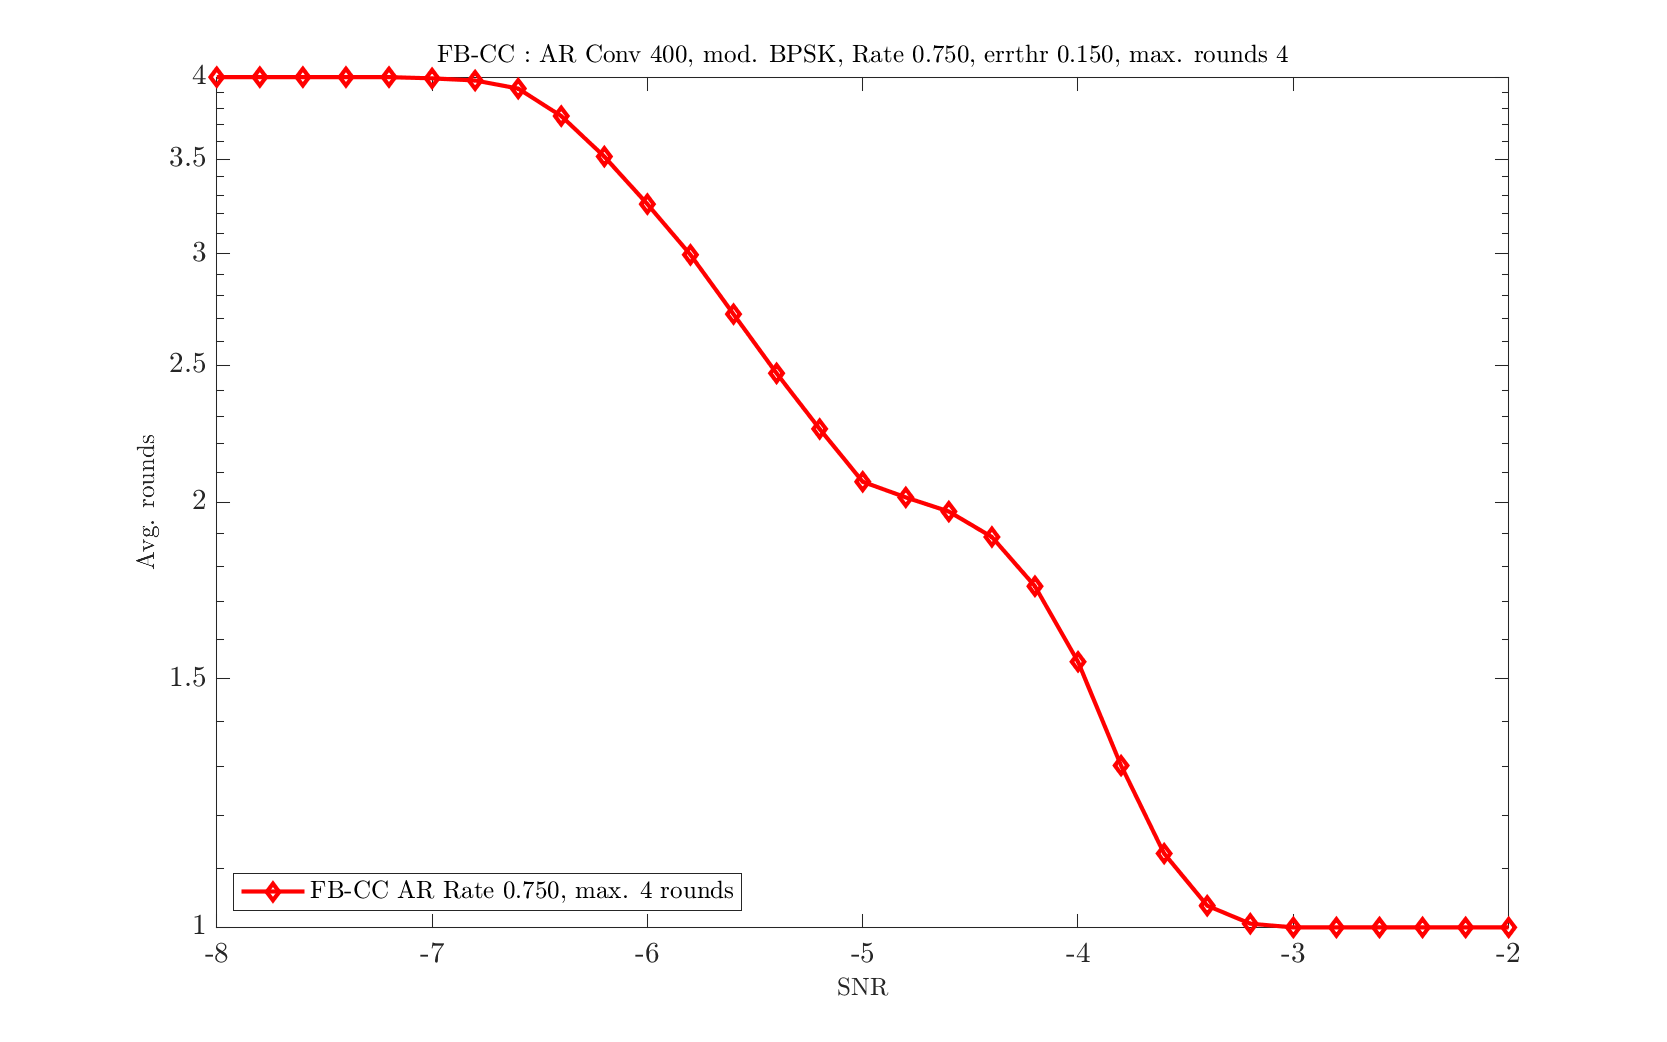 FB-CC : AR Conv 400, mod. BPSK, Rate 0.750, errthr 0.150, max. rounds 4
4
3.5
3
2.5
2
1.5
1
Avg. rounds
FB-CC AR Rate 0.750, max. 4 rounds
-8 -7 -6 -5 -4 -3 -2
SNR